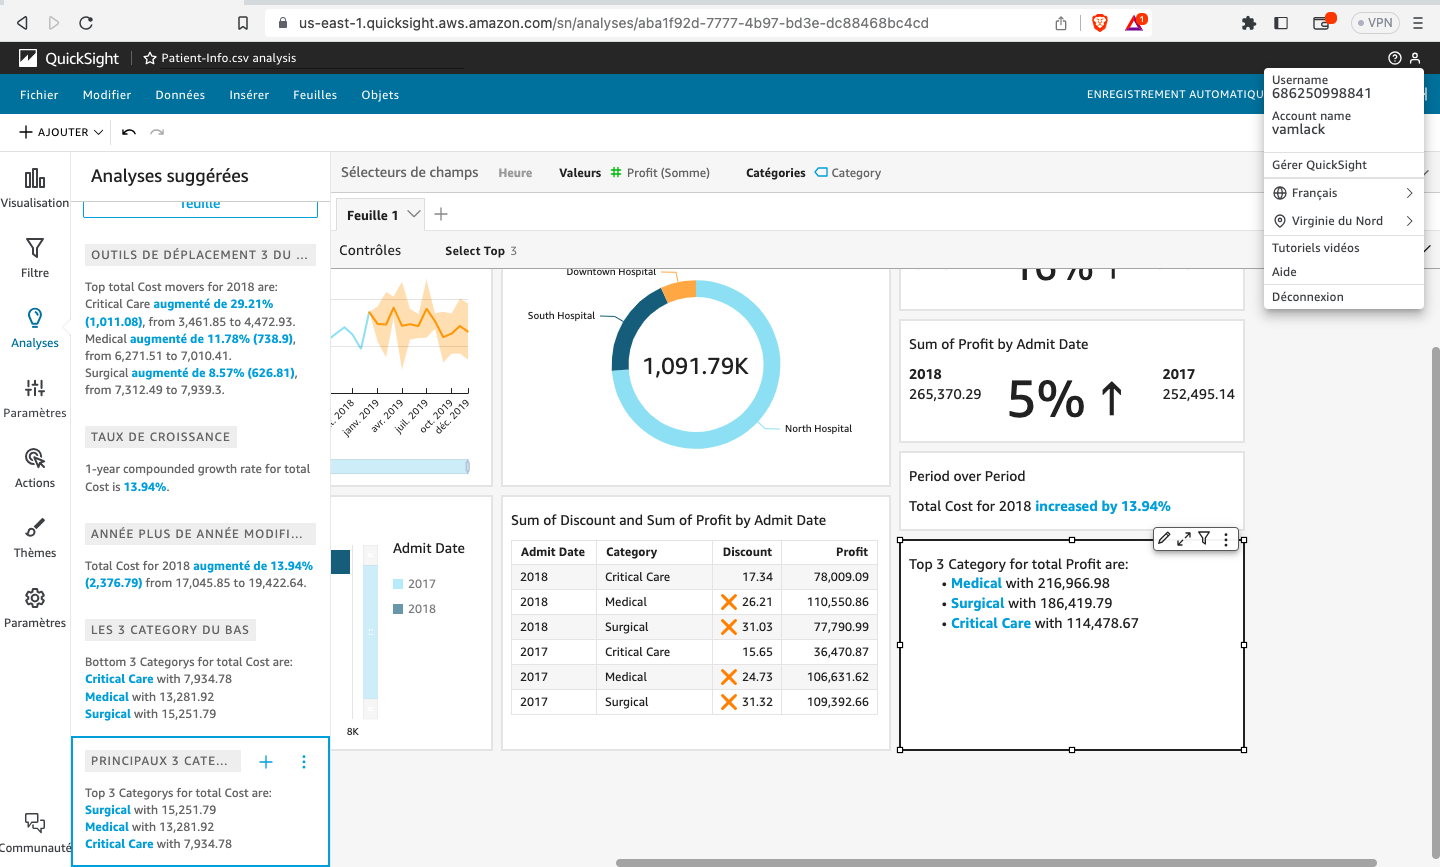 us-east-1.quicksight.aws.amazon.com/sn/analyses/aba1f92d-7777-4b97-bd3e-dc88468bc4cd
1
VPN
QuickSight
Patient-Info.csv analysis
Fichier
Modifier
Données
Insérer
Feuilles
Objets
ENREGISTREMENT AUTOMATIQU
Username
686250998841
Account name
vamlack
Gérer QuickSight
Français
Virginie du Nord
Tutoriels vidéos
Aide
Déconnexion
AJOUTER
Visualisation
Filtre
Analyses
Paramètres
Actions
Thèmes
Paramètres
Communauté
Analyses suggérées
feuille
OUTILS DE DÉPLACEMENT 3 DU ...
Top total Cost movers for 2018 are:
Critical Care augmenté de 29.21%
(1,011.08), from 3,461.85 to 4,472.93.
Medical augmenté de 11.78% (738.9),
from 6,271.51 to 7,010.41.
Surgical augmenté de 8.57% (626.81),
from 7,312.49 to 7,939.3.
TAUX DE CROISSANCE
1-year compounded growth rate for total
Cost is 13.94%.
ANNÉE PLUS DE ANNÉE MODIFI...
Total Cost for 2018 augmenté de 13.94%
(2,376.79) from 17,045.85 to 19,422.64.
LES 3 CATEGORY DU BAS
Bottom 3 Categorys for total Cost are:
Critical Care with 7,934.78
Medical with 13,281.92
Surgical with 15,251.79
PRINCIPAUX 3 CATE...
Top 3 Categorys for total Cost are:
Surgical with 15,251.79
Medical with 13,281.92
Critical Care with 7,934.78
Sélecteurs de champs
Heure
Valeurs
Profit (Somme)
Catégories
Category
Feuille 1
Contrôles
Select Top 3
2018
janv. 2019
avr. 2019
juil. 2019
oct. 2019
déc. 2019
Downtown Hospital
South Hospital
1,091.79K
North Hospital
Sum of Profit by Admit Date
2018
265,370.29
5% ↑
2017
252,495.14
Period over Period
Total Cost for 2018 increased by 13.94%
Top 3 Category for total Profit are:
• Medical with 216,966.98
• Surgical with 186,419.79
• Critical Care with 114,478.67
Admit Date
2017
2018
8K
Sum of Discount and Sum of Profit by Admit Date
Admit Date Category Discount Profit
2018 Critical Care 17.34 78,009.09
2018 Medical 26.21 110,550.86
2018 Surgical 31.03 77,790.99
2017 Critical Care 15.65 36,470.87
2017 Medical 24.73 106,631.62
2017 Surgical 31.32 109,392.66